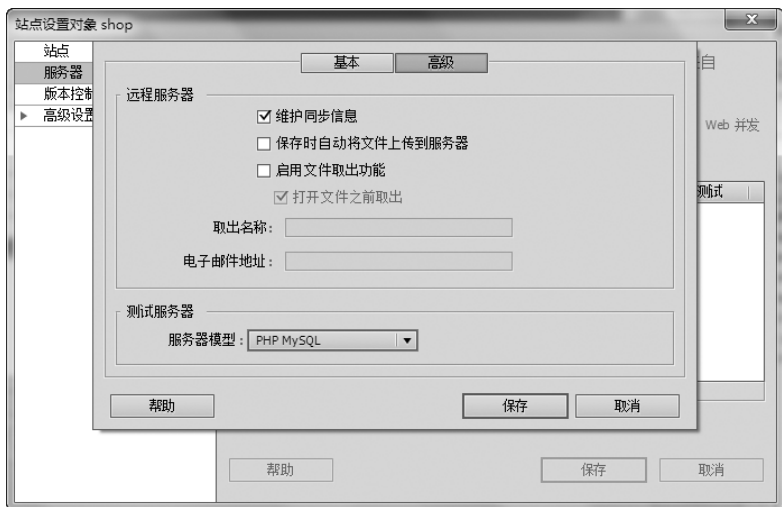 站点设置对象 shop
站点
服务器
版本控制
高级设置
基本
高级
远程服务器
维护同步信息
保存时自动将文件上传到服务器
启用文件取出功能
打开文件之前取出
取出名称：
电子邮件地址：
测试服务器
服务器模型： PHP MySQL
帮助
保存
取消
自
Web 并发
测试
帮助
保存
取消